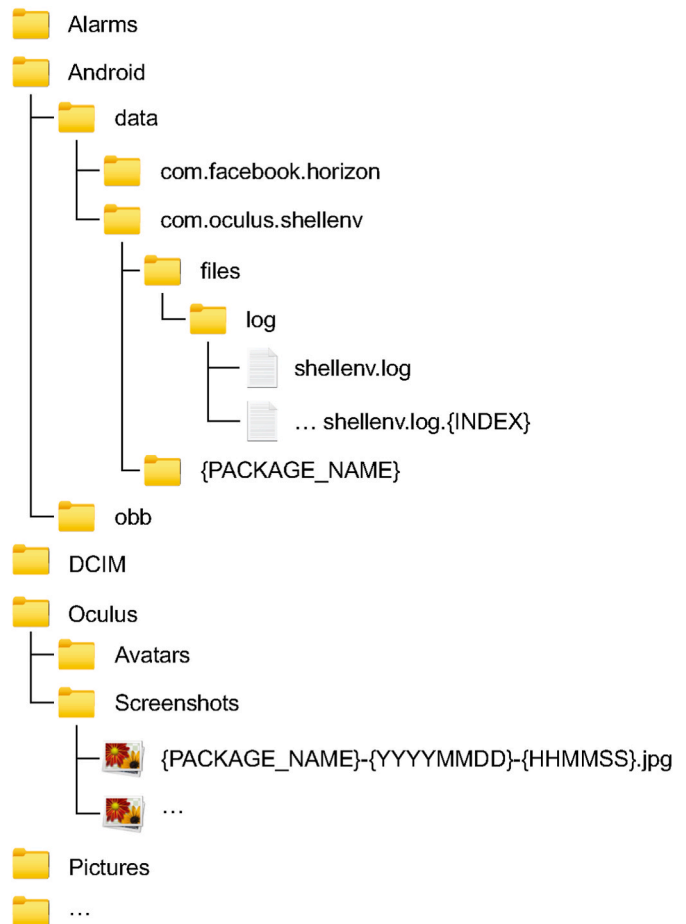 Alarms
Android
data
com.facebook.horizon
com.oculus.shellenv
files
log
shellenv.log
… shellenv.log.{INDEX}
{PACKAGE_NAME}
obb
DCIM
Oculus
Avatars
Screenshots
{PACKAGE_NAME}-{YYYYMMDD}-{HHMMSS}.jpg
…
Pictures
…